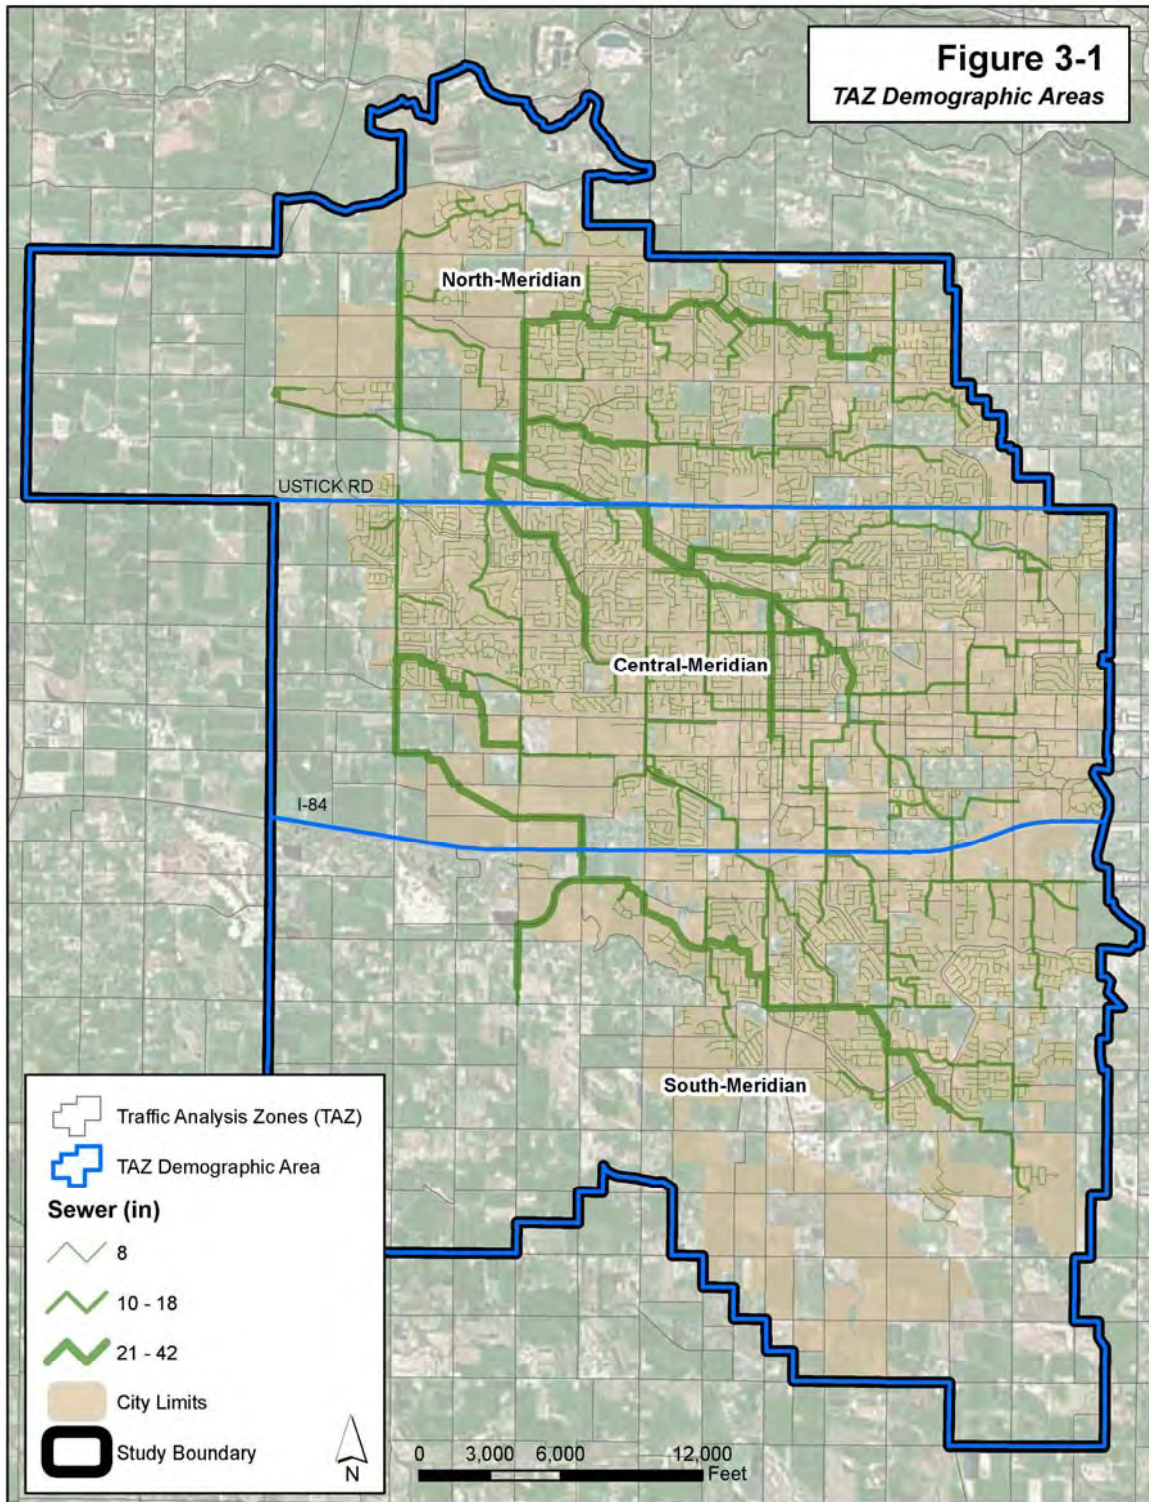 Figure 3-1
TAZ Demographic Areas
North-Meridian
USTICK RD
Central-Meridian
I-84
South-Meridian
Traffic Analysis Zones (TAZ)
TAZ Demographic Area
Sewer (in)
8
10 - 18
21 - 42
City Limits
Study Boundary
N
0 3,000 6,000 12,000
Feet